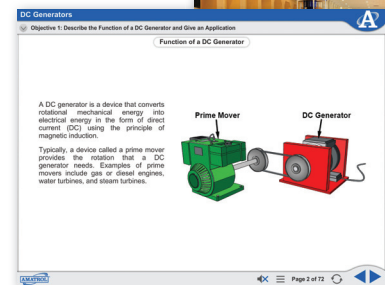 DC Generators
Objective 1: Describe the Function of a DC Generator and Give an Application
A
Function of a DC Generator
A DC generator is a device that converts
rotational mechanical energy into
electrical energy in the form of direct
current (DC) using the principle of
magnetic induction.
Typically, a device called a prime mover
provides the rotation that a DC
generator needs. Examples of prime
movers include gas or diesel engines,
water turbines, and steam turbines.
Prime Mover
DC Generator
AMATROL
Page 2 of 72